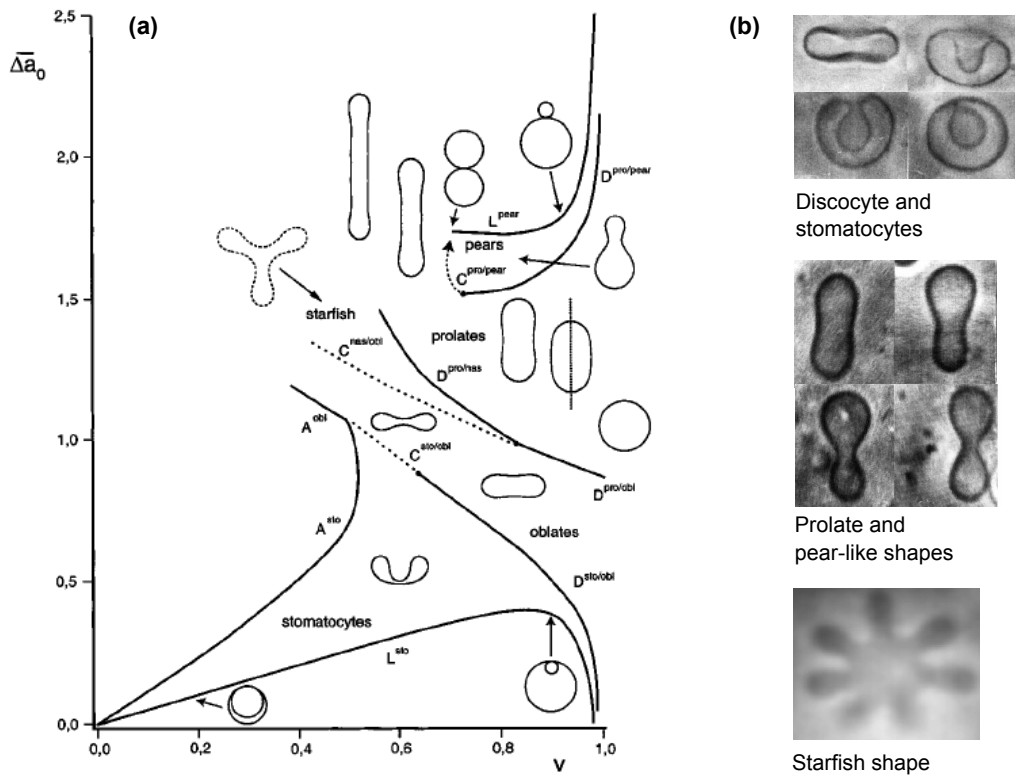 (a)
(b)
2,5
Δa̅₀
2,0
1,5
1,0
0,5
0,0
0,0
0,2
0,4
0,6
0,8
1,0
v
D^pro/pear
L^pear
pears
C^pro/pear
starfish
prolates
C^nas/obl
D^pro/nas
A^obl
C^sto/obl
D^pro/obl
A^sto
oblates
D^sto/obl
stomatocytes
L^sto
Discocyte and
stomatocytes
Prolate and
pear-like shapes
Starfish shape